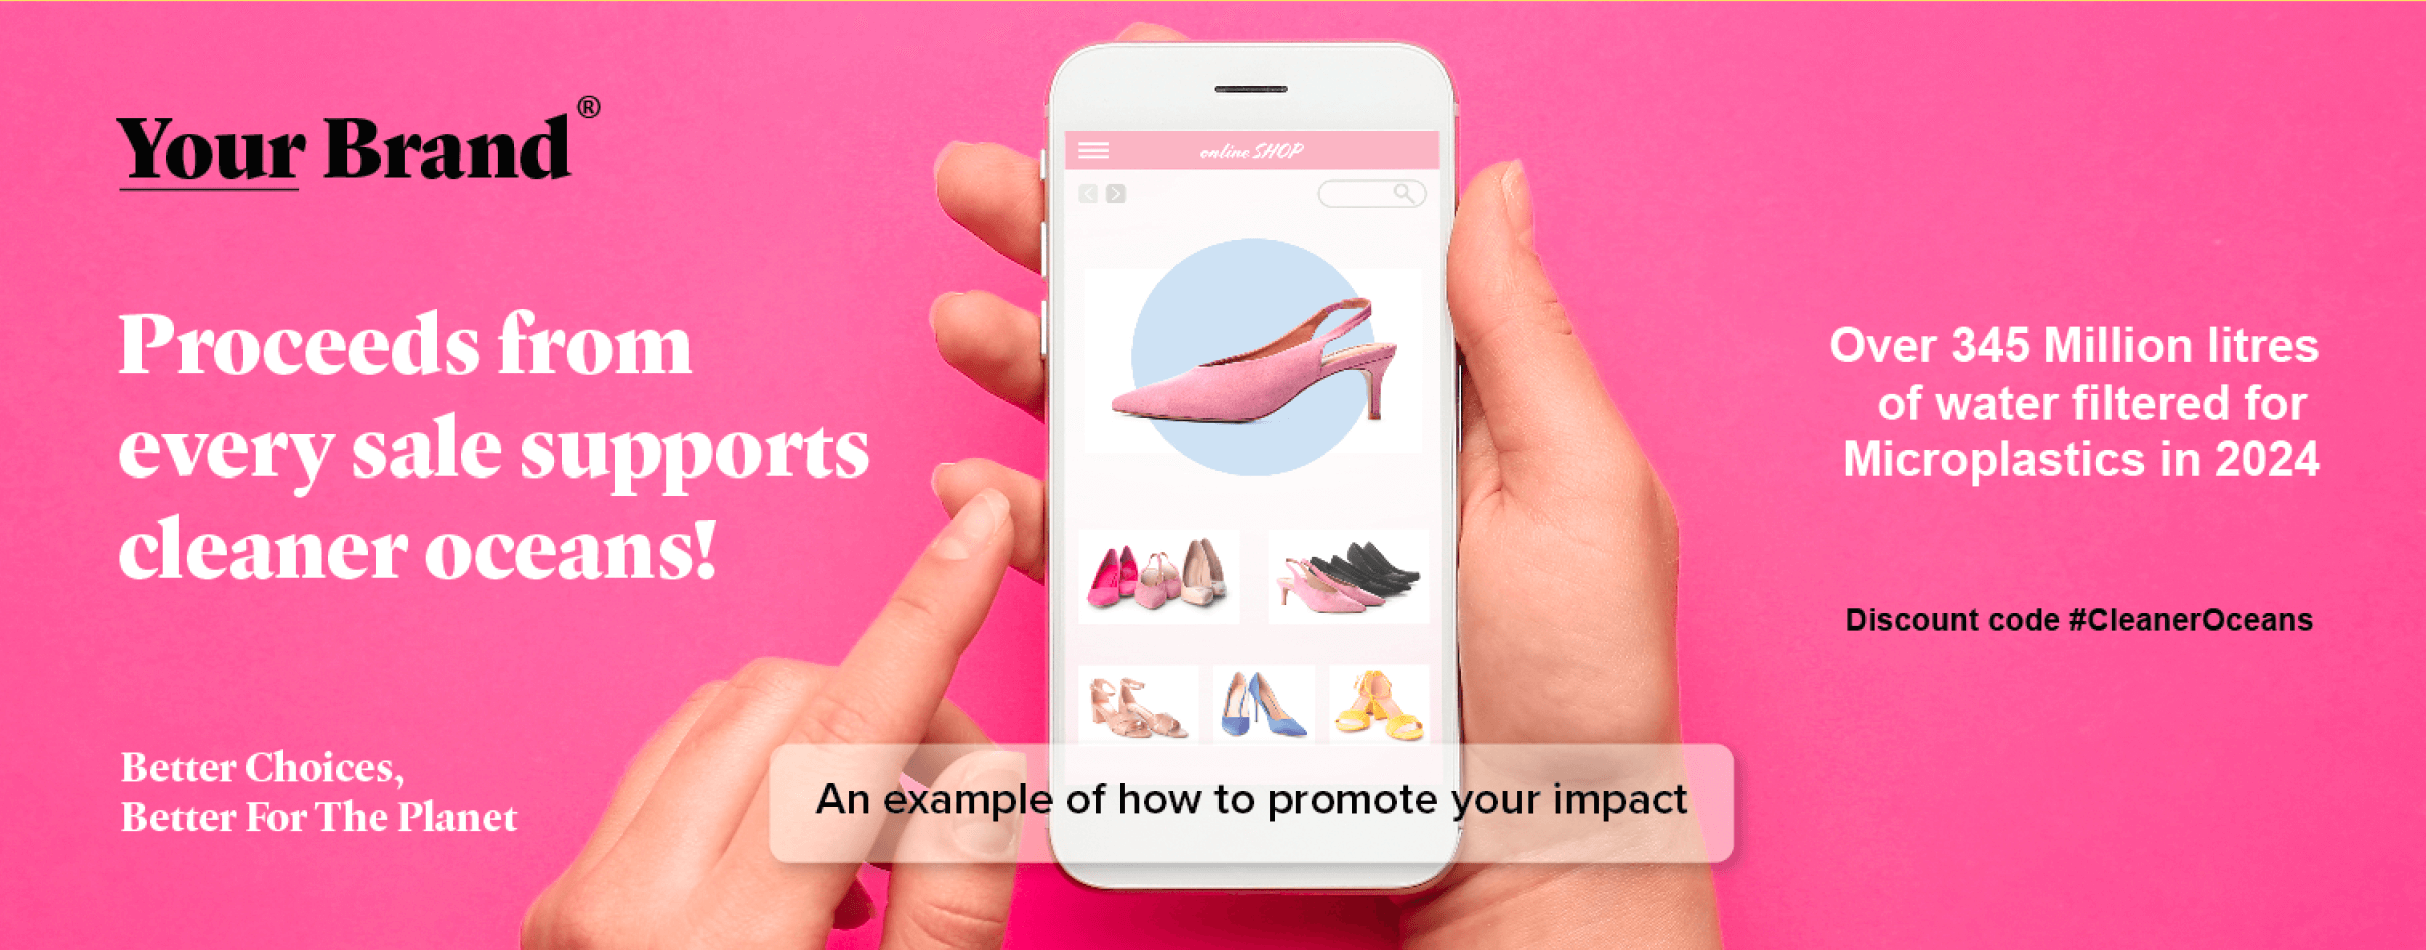 Your Brand®
Proceeds from
every sale supports
cleaner oceans!
Better Choices,
Better For The Planet
online SHOP
An example of how to promote your impact
Over 345 Million litres
of water filtered for
Microplastics in 2024
Discount code #CleanerOceans